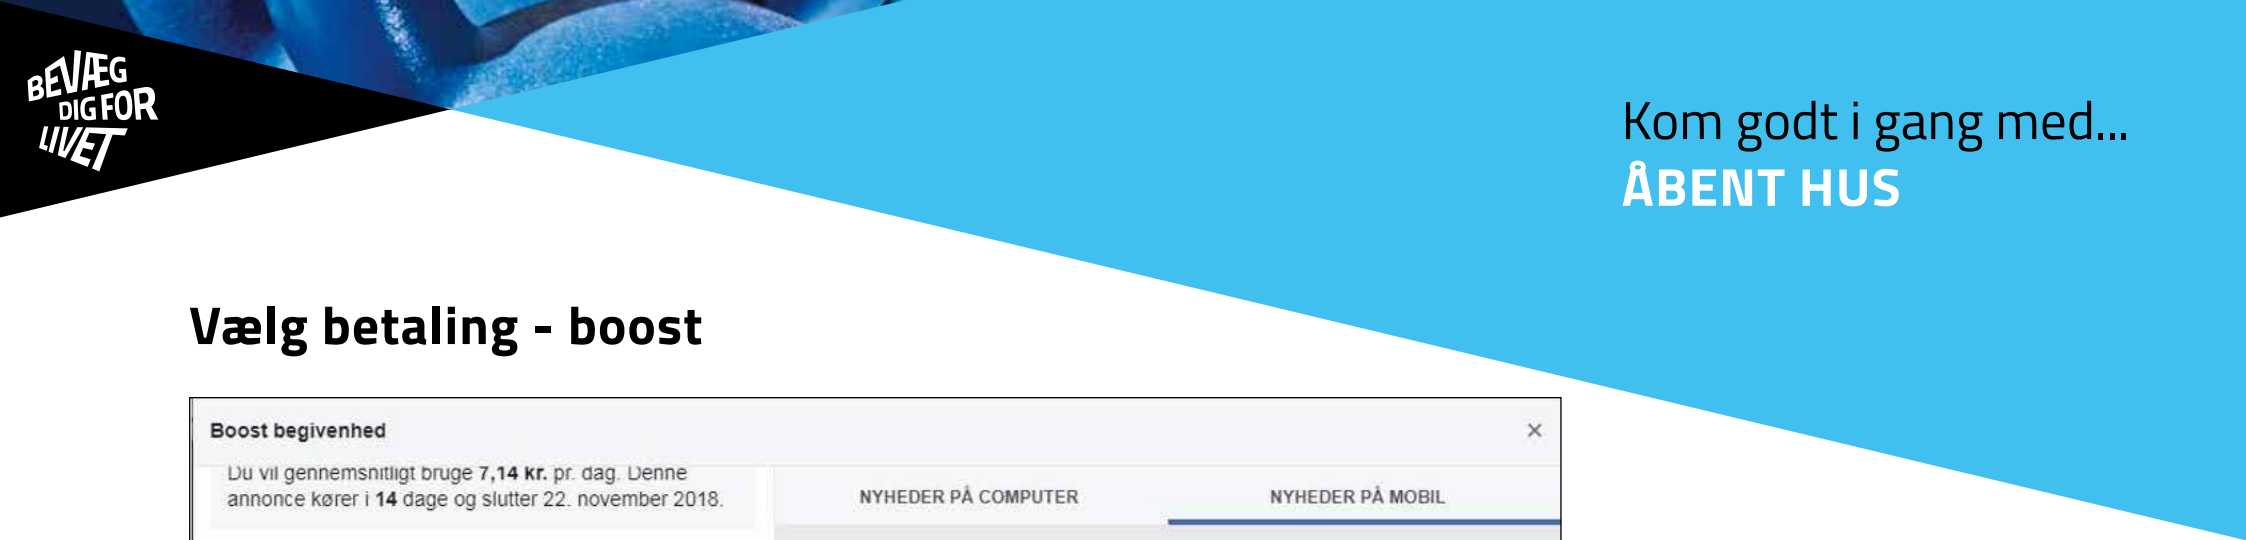 BEVÆG
DIG FOR
LIVET
Kom godt i gang med...
ÅBENT HUS
Vælg betaling - boost
Boost begivenhed
×
Du vil gennemsnitligt bruge 7,14 kr. pr. dag. Denne
annonce kører i 14 dage og slutter 22. november 2018.
NYHEDER PÅ COMPUTER
NYHEDER PÅ MOBIL